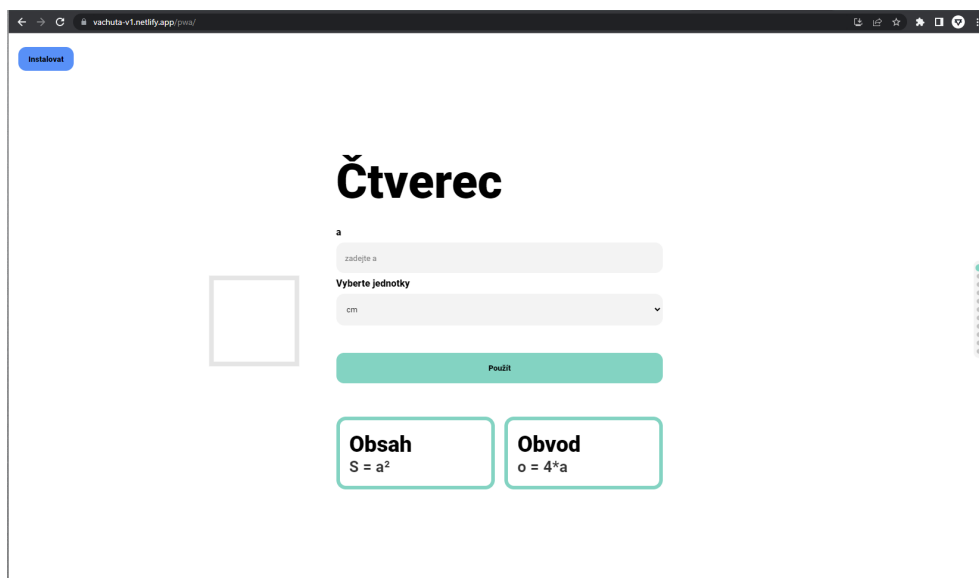 vachuta-v1.netlify.app/pwa/
Instalovat
Čtverec
a
zadejte a
Vyberte jednotky
cm
Použít
Obsah
S = a²
Obvod
o = 4*a